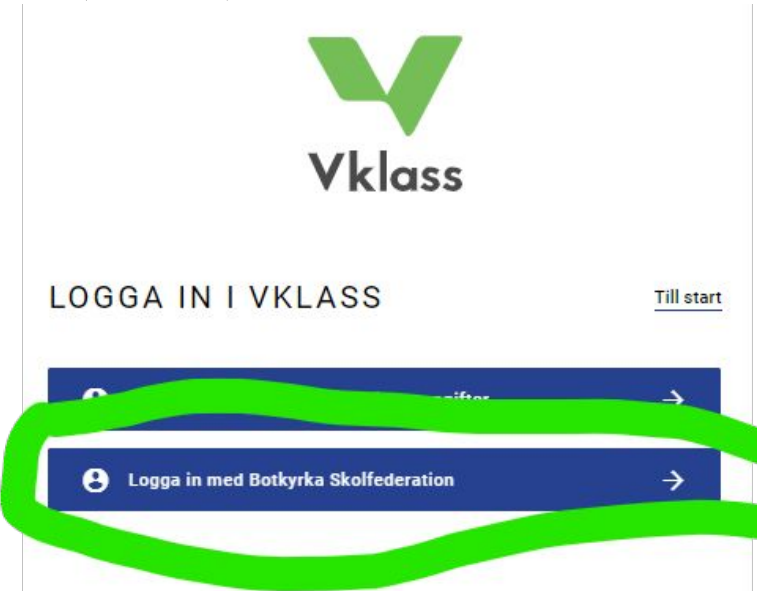 Vklass
LOGGA IN I VKLASS
Till start
Logga in med Botkyrka Skolfederation